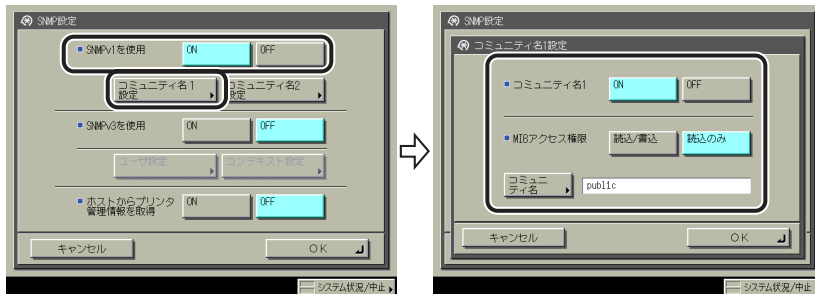 SNMP設定
SNMPv1を使用 ON OFF
コミュニティ名1
設定
コミュニティ名2
設定
SNMPv3を使用 ON OFF
ユーザ設定 コンテキスト設定
ホストからプリンタ
管理情報を取得
ON OFF
キャンセル OK
システム状況/中止
SNMP設定
コミュニティ名1設定
コミュニティ名1 ON OFF
MIBアクセス権限 読込/書込 読込のみ
コミュニ
ティ名
public
キャンセル OK
システム状況/中止